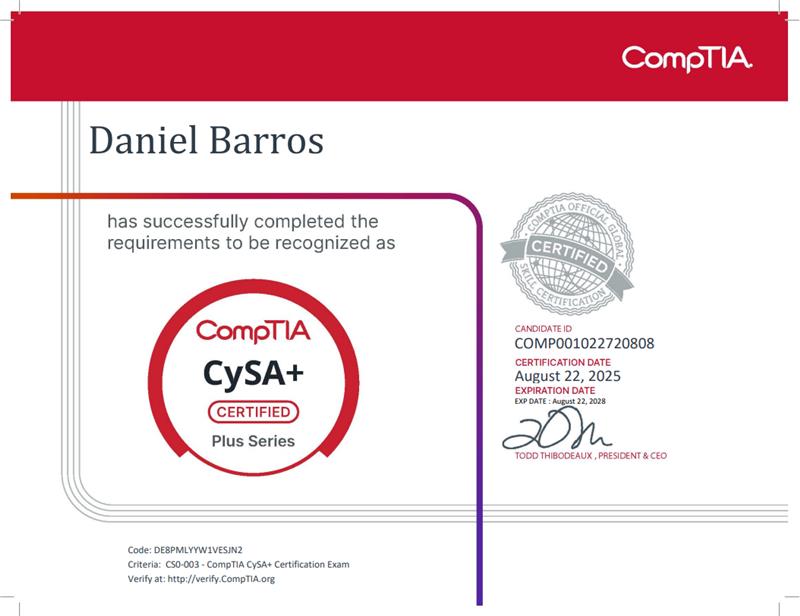 CompTIA.
Daniel Barros
has successfully completed the
requirements to be recognized as
CompTIA
CySA+
CERTIFIED
Plus Series
COMPTIA OFFICIAL GLOBAL
CERTIFIED
SKILL CERTIFICATION
CANDIDATE ID
COMP001022720808
CERTIFICATION DATE
August 22, 2025
EXPIRATION DATE
EXP DATE : August 22, 2028
TODD THIBODEAUX , PRESIDENT & CEO
Code: DE8PMLYYW1VESJN2
Criteria: CS0-003 - CompTIA CySA+ Certification Exam
Verify at: http://verify.CompTIA.org